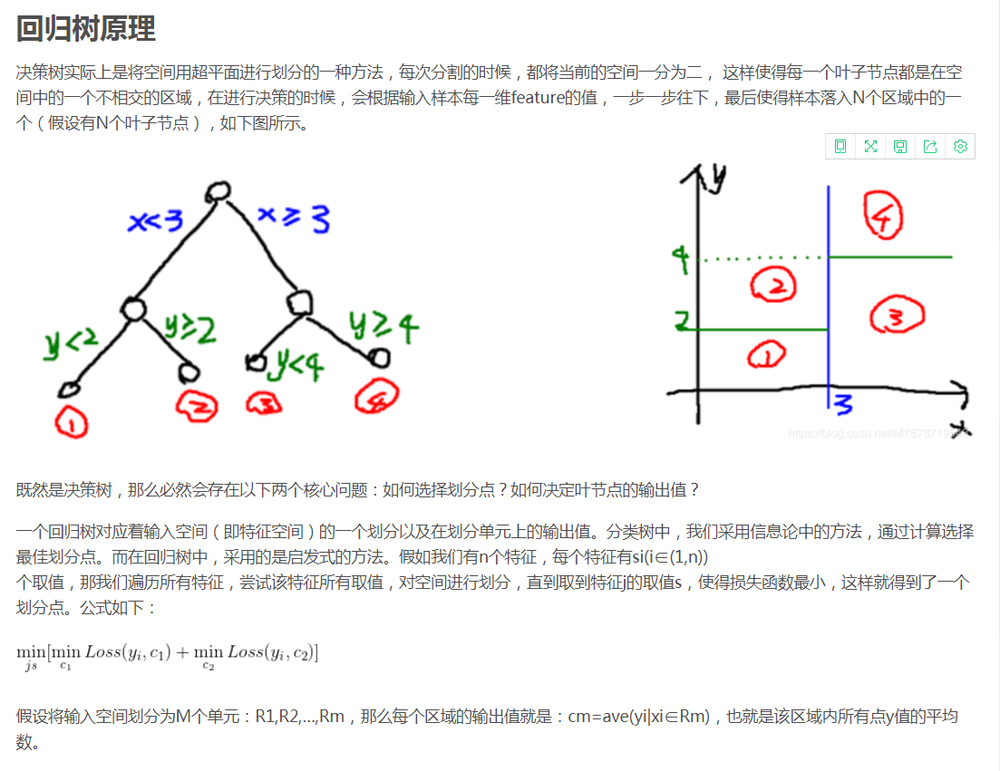 回归树原理
决策树实际上是将空间用超平面进行划分的一种方法，每次分割的时候，都将当前的空间一分为二， 这样使得每一个叶子节点都是在空
间中的一个不相交的区域，在进行决策的时候，会根据输入样本每一维feature的值，一步一步往下，最后使得样本落入N个区域中的一
个（假设有N个叶子节点），如下图所示。
x<3
x≥3
y<2
y≥2
y<4
y≥4
①
②
③
④
y
4
2
④
②
③
①
3
x
既然是决策树，那么必然会存在以下两个核心问题：如何选择划分点？如何决定叶节点的输出值？
一个回归树对应着输入空间（即特征空间）的一个划分以及在划分单元上的输出值。分类树中，我们采用信息论中的方法，通过计算选择
最佳划分点。而在回归树中，采用的是启发式的方法。假如我们有n个特征，每个特征有si(i∈(1,n))
个取值，那我们遍历所有特征，尝试该特征所有取值，对空间进行划分，直到取到特征j的取值s，使得损失函数最小，这样就得到了一个
划分点。公式如下：
min_{js}[min_{c_1} Loss(y_i, c_1) + min_{c_2} Loss(y_i, c_2)]
假设将输入空间划分为M个单元：R1,R2,...,Rm，那么每个区域的输出值就是：cm=ave(yi|xi∈Rm)，也就是该区域内所有点y值的平均
数。